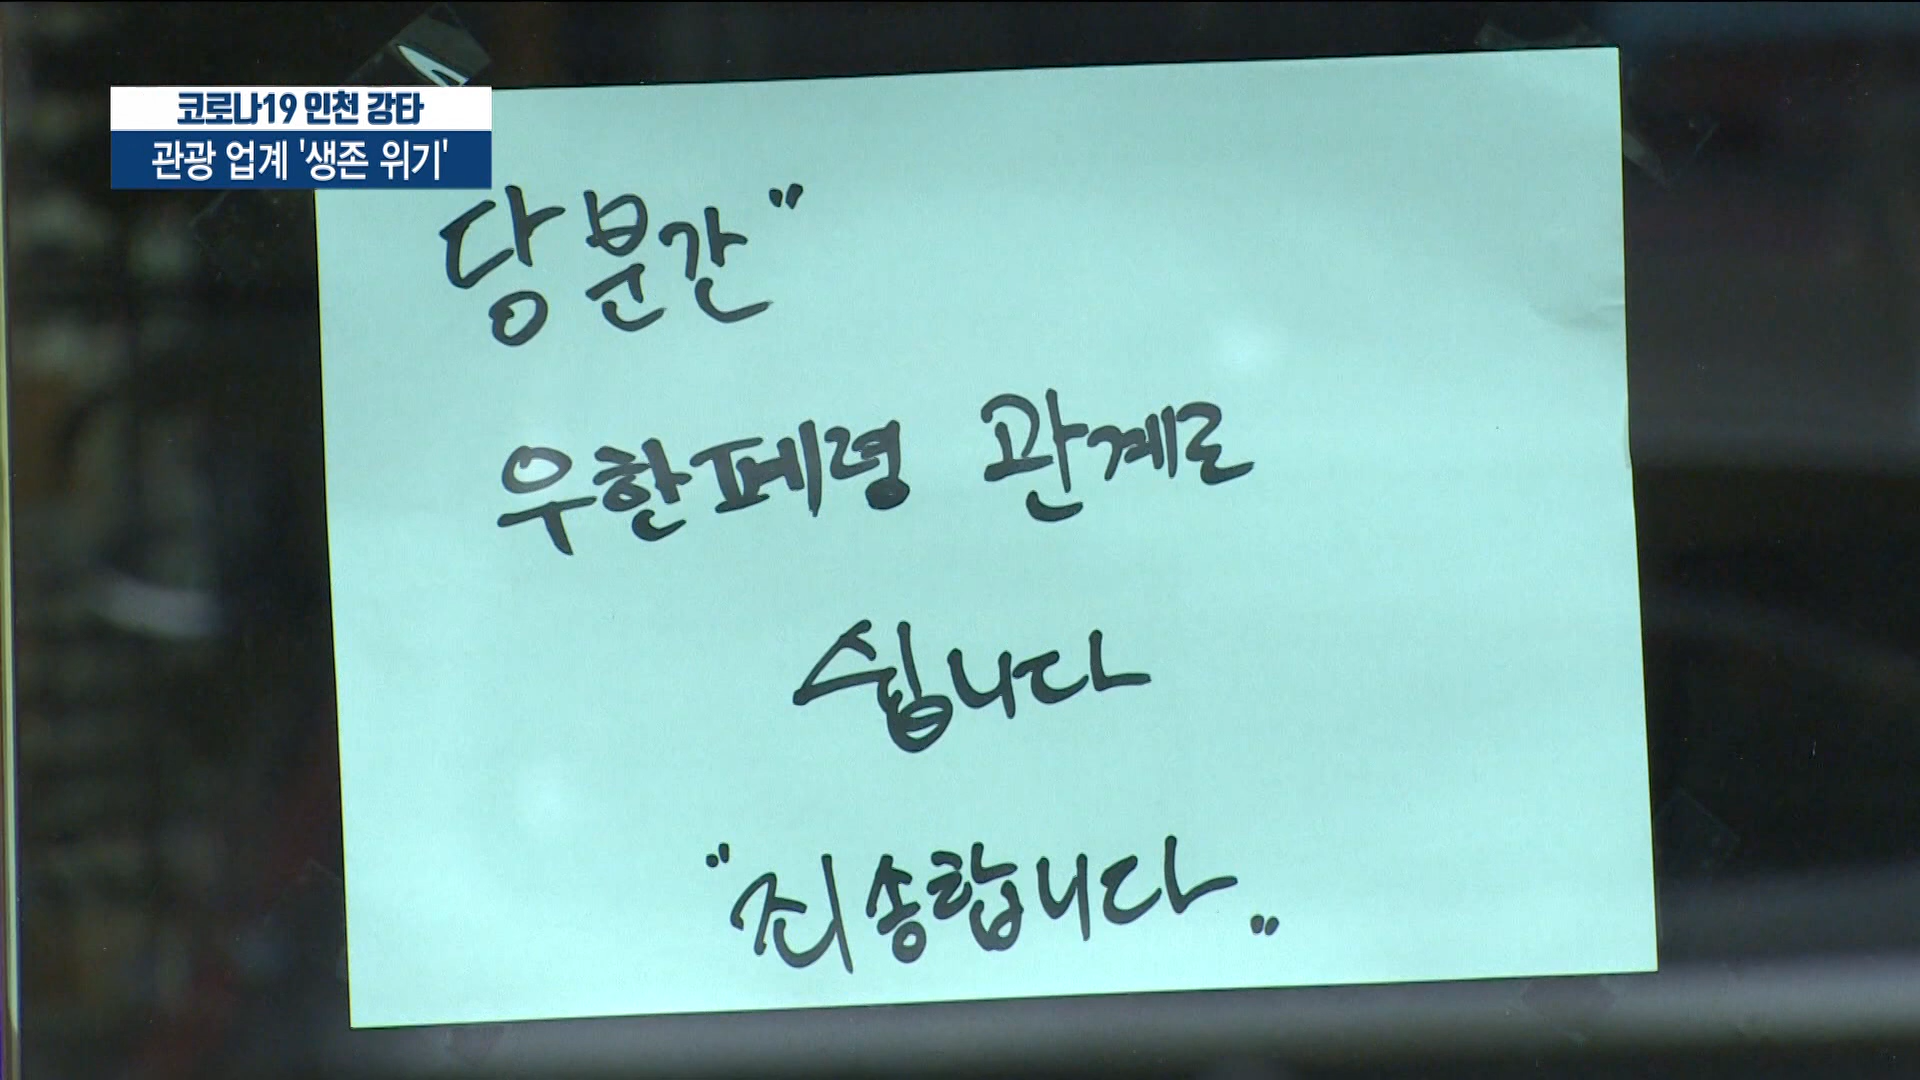 코로나19 인천 강타
관광 업계 '생존 위기'
당분간"
우한폐령 관계로
쉽니다
"죄송합니다"